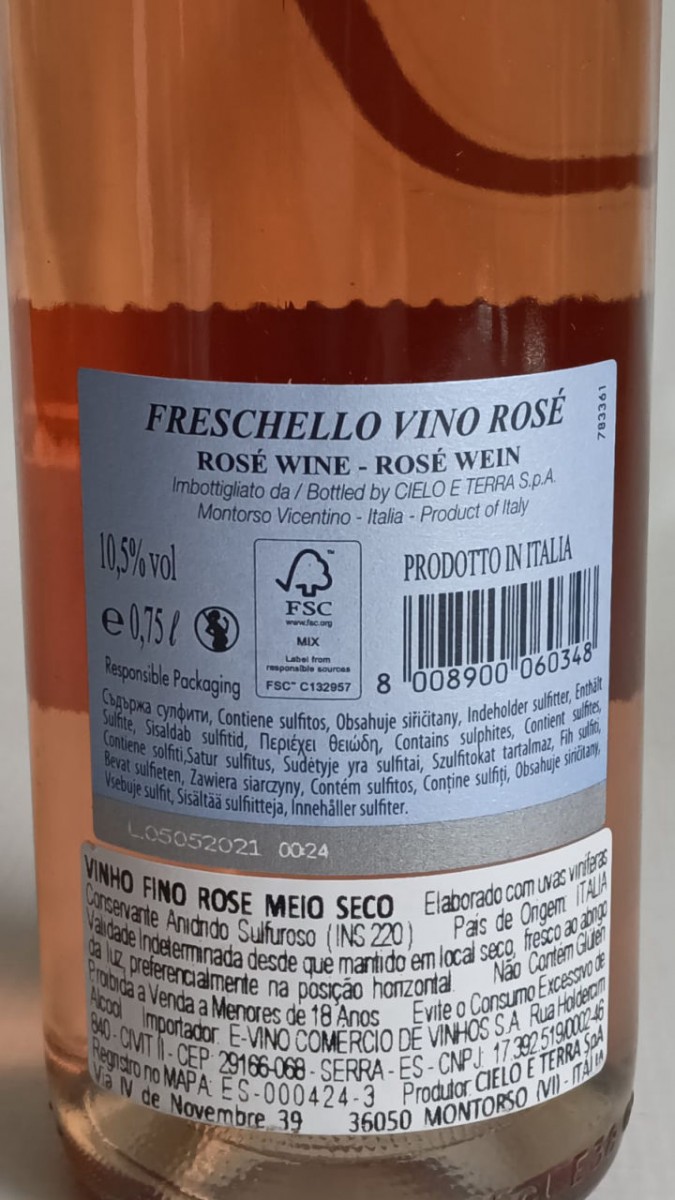 FRESCHELLO VINO ROSÉ
783361
ROSÉ WINE - ROSÉ WEIN
Imbottigliato da / Bottled by CIELO E TERRA S.p.A.
Montorso Vicentino - Italia - Product of Italy
10,5% vol
e 0,75 l
Responsible Packaging
FSC™
www.fsc.org
MIX
Label from
responsible sources
FSC™ C132957
PRODOTTO IN ITALIA
8 008900 060348
Съдържа сулфити, Contiene sulfitos, Obsahuje siřičitany, Indeholder sulfitter, Enthält
Sulfite, Sisaldab sulfitid, Περιέχει θειώδη, Contains sulphites, Contient sulfites,
Contiene solfiti,Satur sulfitus, Sudėtyje yra sulfitai, Szulfitokat tartalmaz, Fih sulfiti,
Bevat sulfieten, Zawiera siarczyny, Contém sulfitos, Conţine sulfiţi, Obsahuje siričitany,
Vsebuje sulfit, Sisältää sulfiitteja, Innehåller sulfiter.
L.05052021 00:24
VINHO FINO ROSE MEIO SECO Elaborado com uvas viníferas
Conservante Anidrido Sulfuroso (INS 220) País de Origem: ITÁLIA
Validade Indeterminada desde que mantido em local seco, fresco ao abrigo
da luz, preferencialmente na posição horizontal. Não Contém Glúten
Proibida a Venda a Menores de 18 Anos Evite o Consumo Excessivo de
Álcool Importador: E-VINO COMERCIO DE VINHOS S.A Rua Holdercim
840 - CIVIT II - CEP: 29166-068 - SERRA - ES - CNPJ: 17.392.519/0002-46
Registro no MAPA: ES-000424-3 Produtor: CIELO E TERRA SpA
Via IV de Novembre 39 36050 MONTORSO (VI) - ITALIA